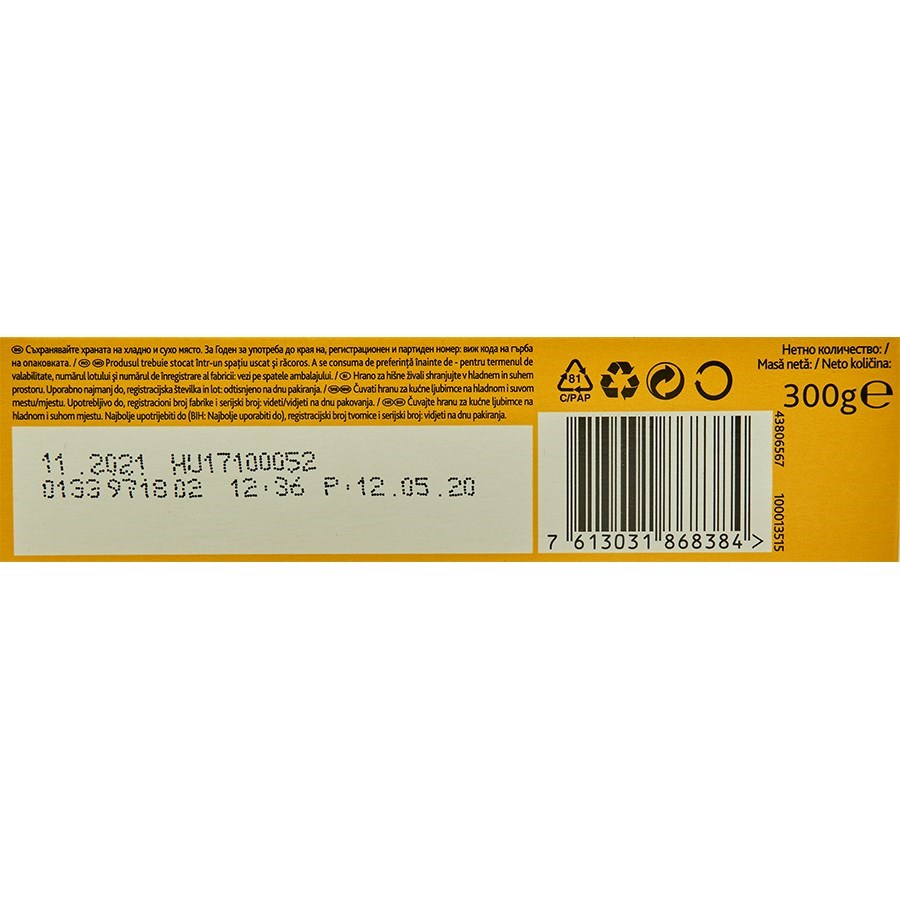 BG Съхранявайте храната на хладно и сухо място. За Годен за употреба до края на, регистрационен и партиден номер: виж кода на гърба
на опаковката. / Produsul trebuie stocat într-un spațiu uscat și răcoros. A se consuma de preferință înainte de - pentru termenul de
valabilitate, numărul lotului și numărul de înregistrare al fabricii: vezi pe spatele ambalajului. / Hrano za hišne živali shranjujte v hladnem in suhem
prostoru. Uporabno najmanj do, registracijska številka in lot: odtisnjeno na dnu pakiranja. / Čuvati hranu za kućne ljubimce na hladnom i suvom
mestu/mjestu. Upotrebljivo do, registracioni broj fabrike i serijski broj: videti/vidjeti na dnu pakovanja. / Čuvajte hranu za kućne ljubimce na
hladnom i suhom mjestu. Najbolje upotrijebiti do (BIH: Najbolje uporabiti do), registracijski broj tvornice i serijski broj: vidjeti na dnu pakiranja.
11.2021 HU17100052
0133971802 12:36 P:12.05.20
81
C/PAP
7 613031 868384 >
43806567 100013515
Нетно количество: /
Masă netă: / Neto količina:
300g e